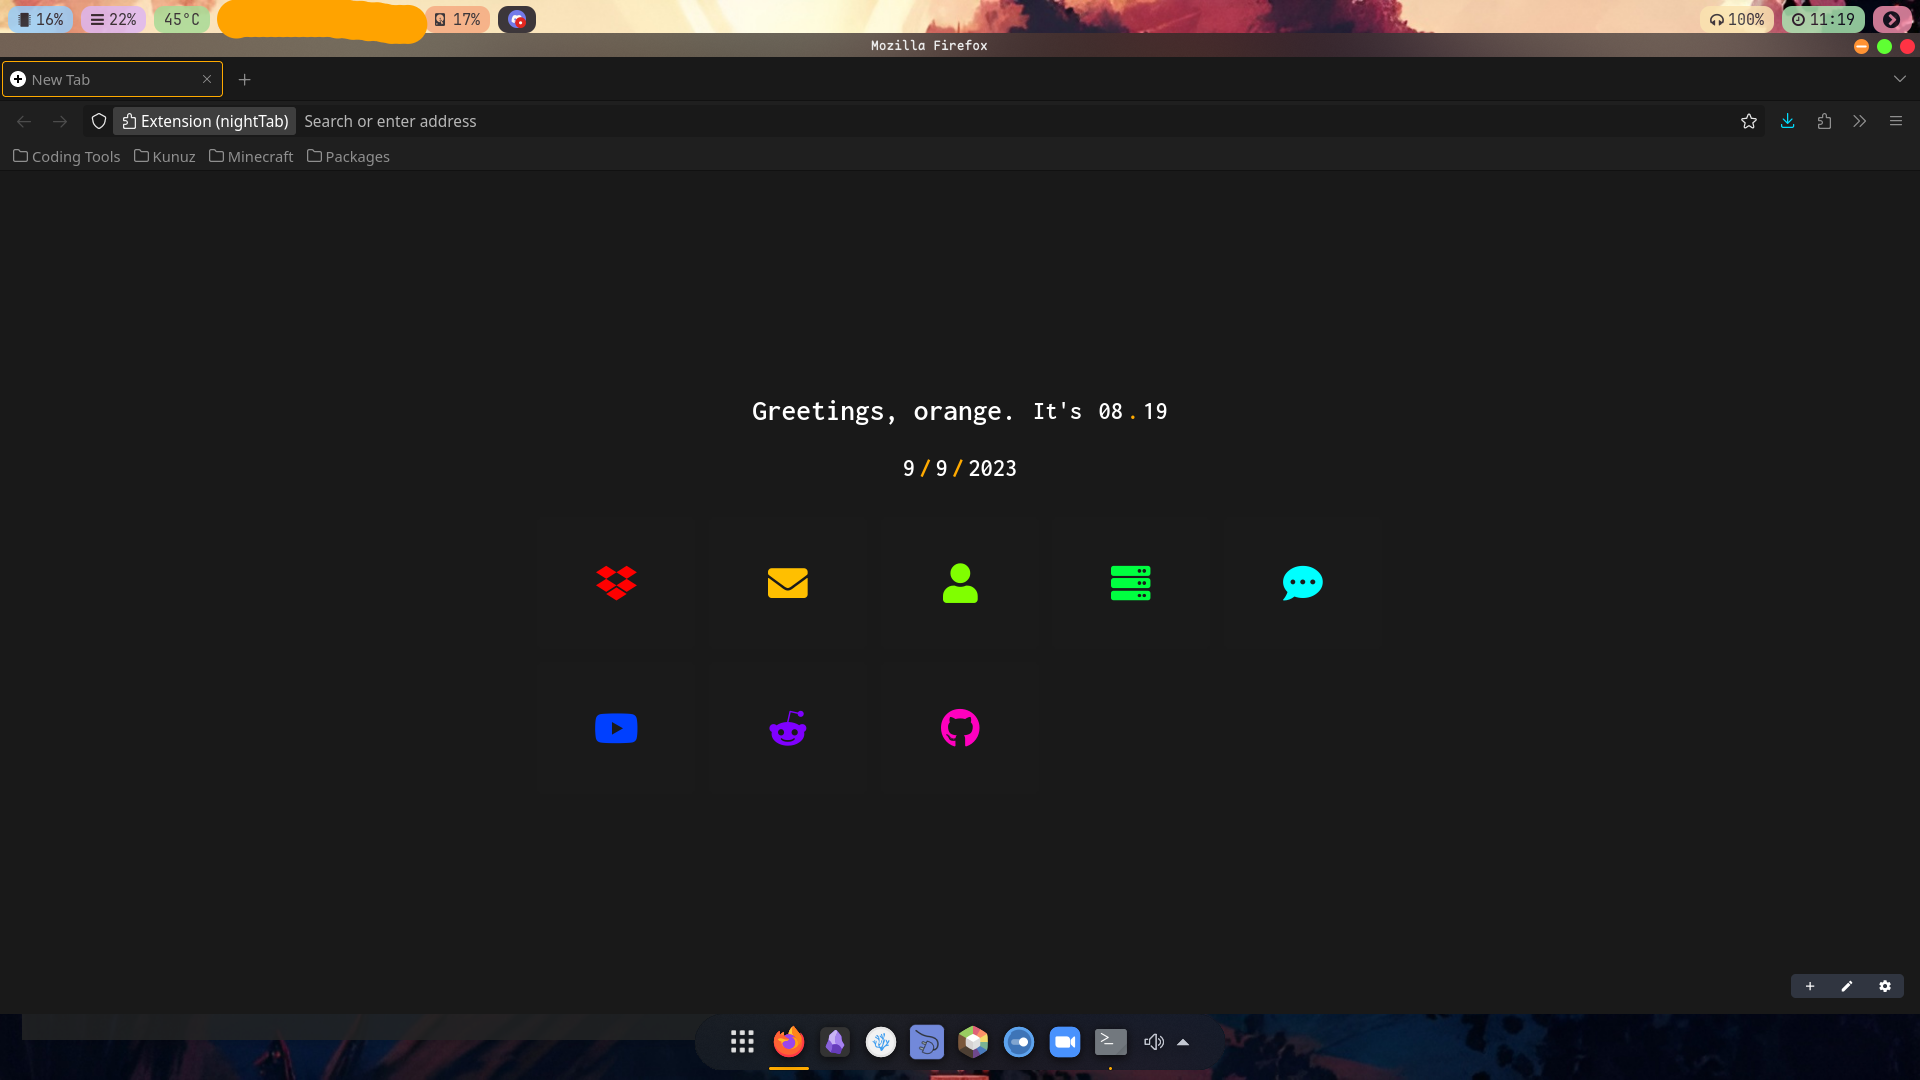 16% 22% 45°C 17% 100% 11:19
Mozilla Firefox
New Tab
Extension (nightTab) Search or enter address
Coding Tools Kunuz Minecraft Packages
Greetings, orange. It's 08.19
9/9/2023